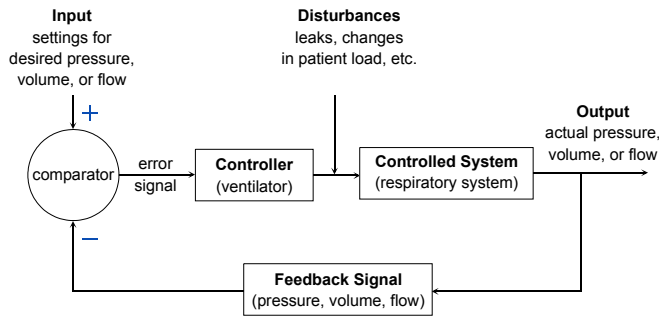 Input
settings for
desired pressure,
volume, or flow
Disturbances
leaks, changes
in patient load, etc.
Output
actual pressure,
volume, or flow
+
comparator
error
signal
Controller
(ventilator)
Controlled System
(respiratory system)
−
Feedback Signal
(pressure, volume, flow)